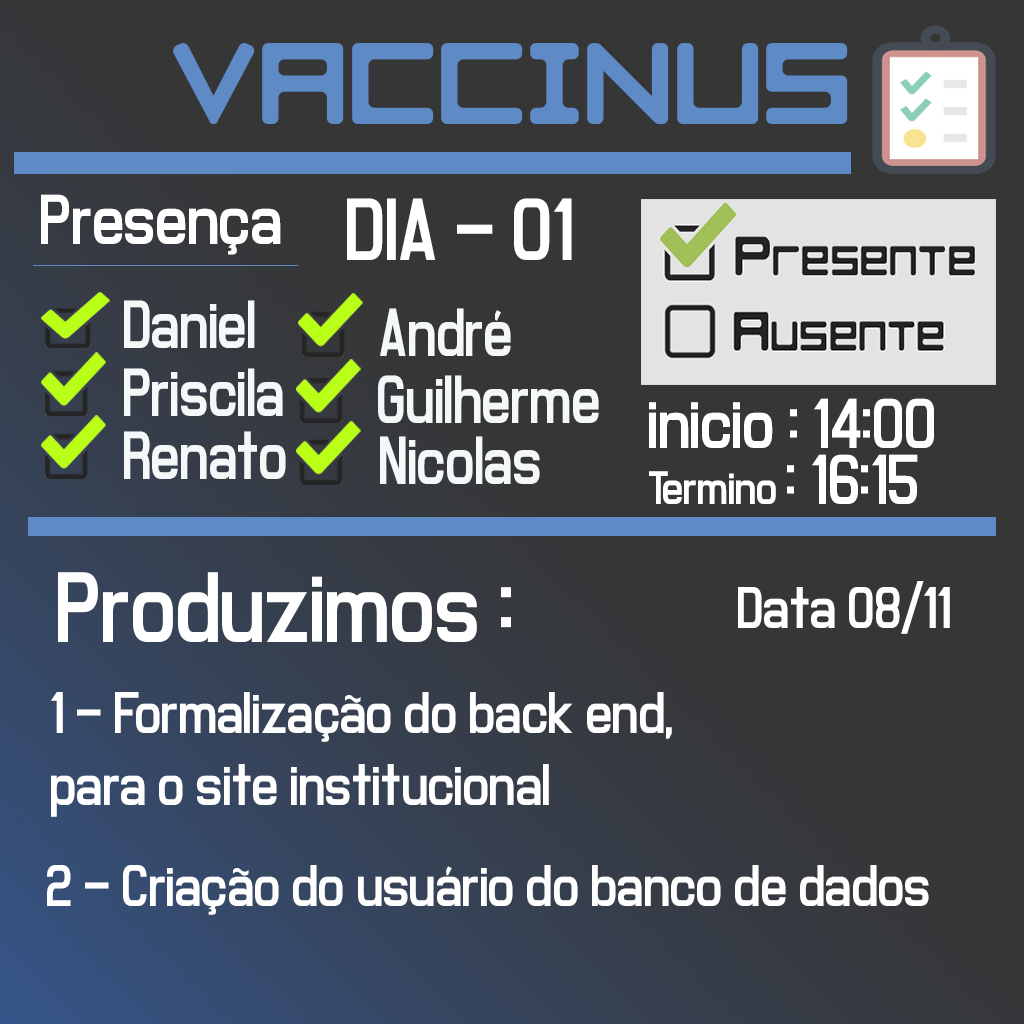 VACCINUS
Presença
DIA - 01
Presente
Ausente
Daniel
André
Priscila
Guilherme
Renato
Nicolas
inicio : 14:00
Termino : 16:15
Produzimos :
Data 08/11
1 - Formalização do back end,
para o site institucional
2 - Criação do usuário do banco de dados